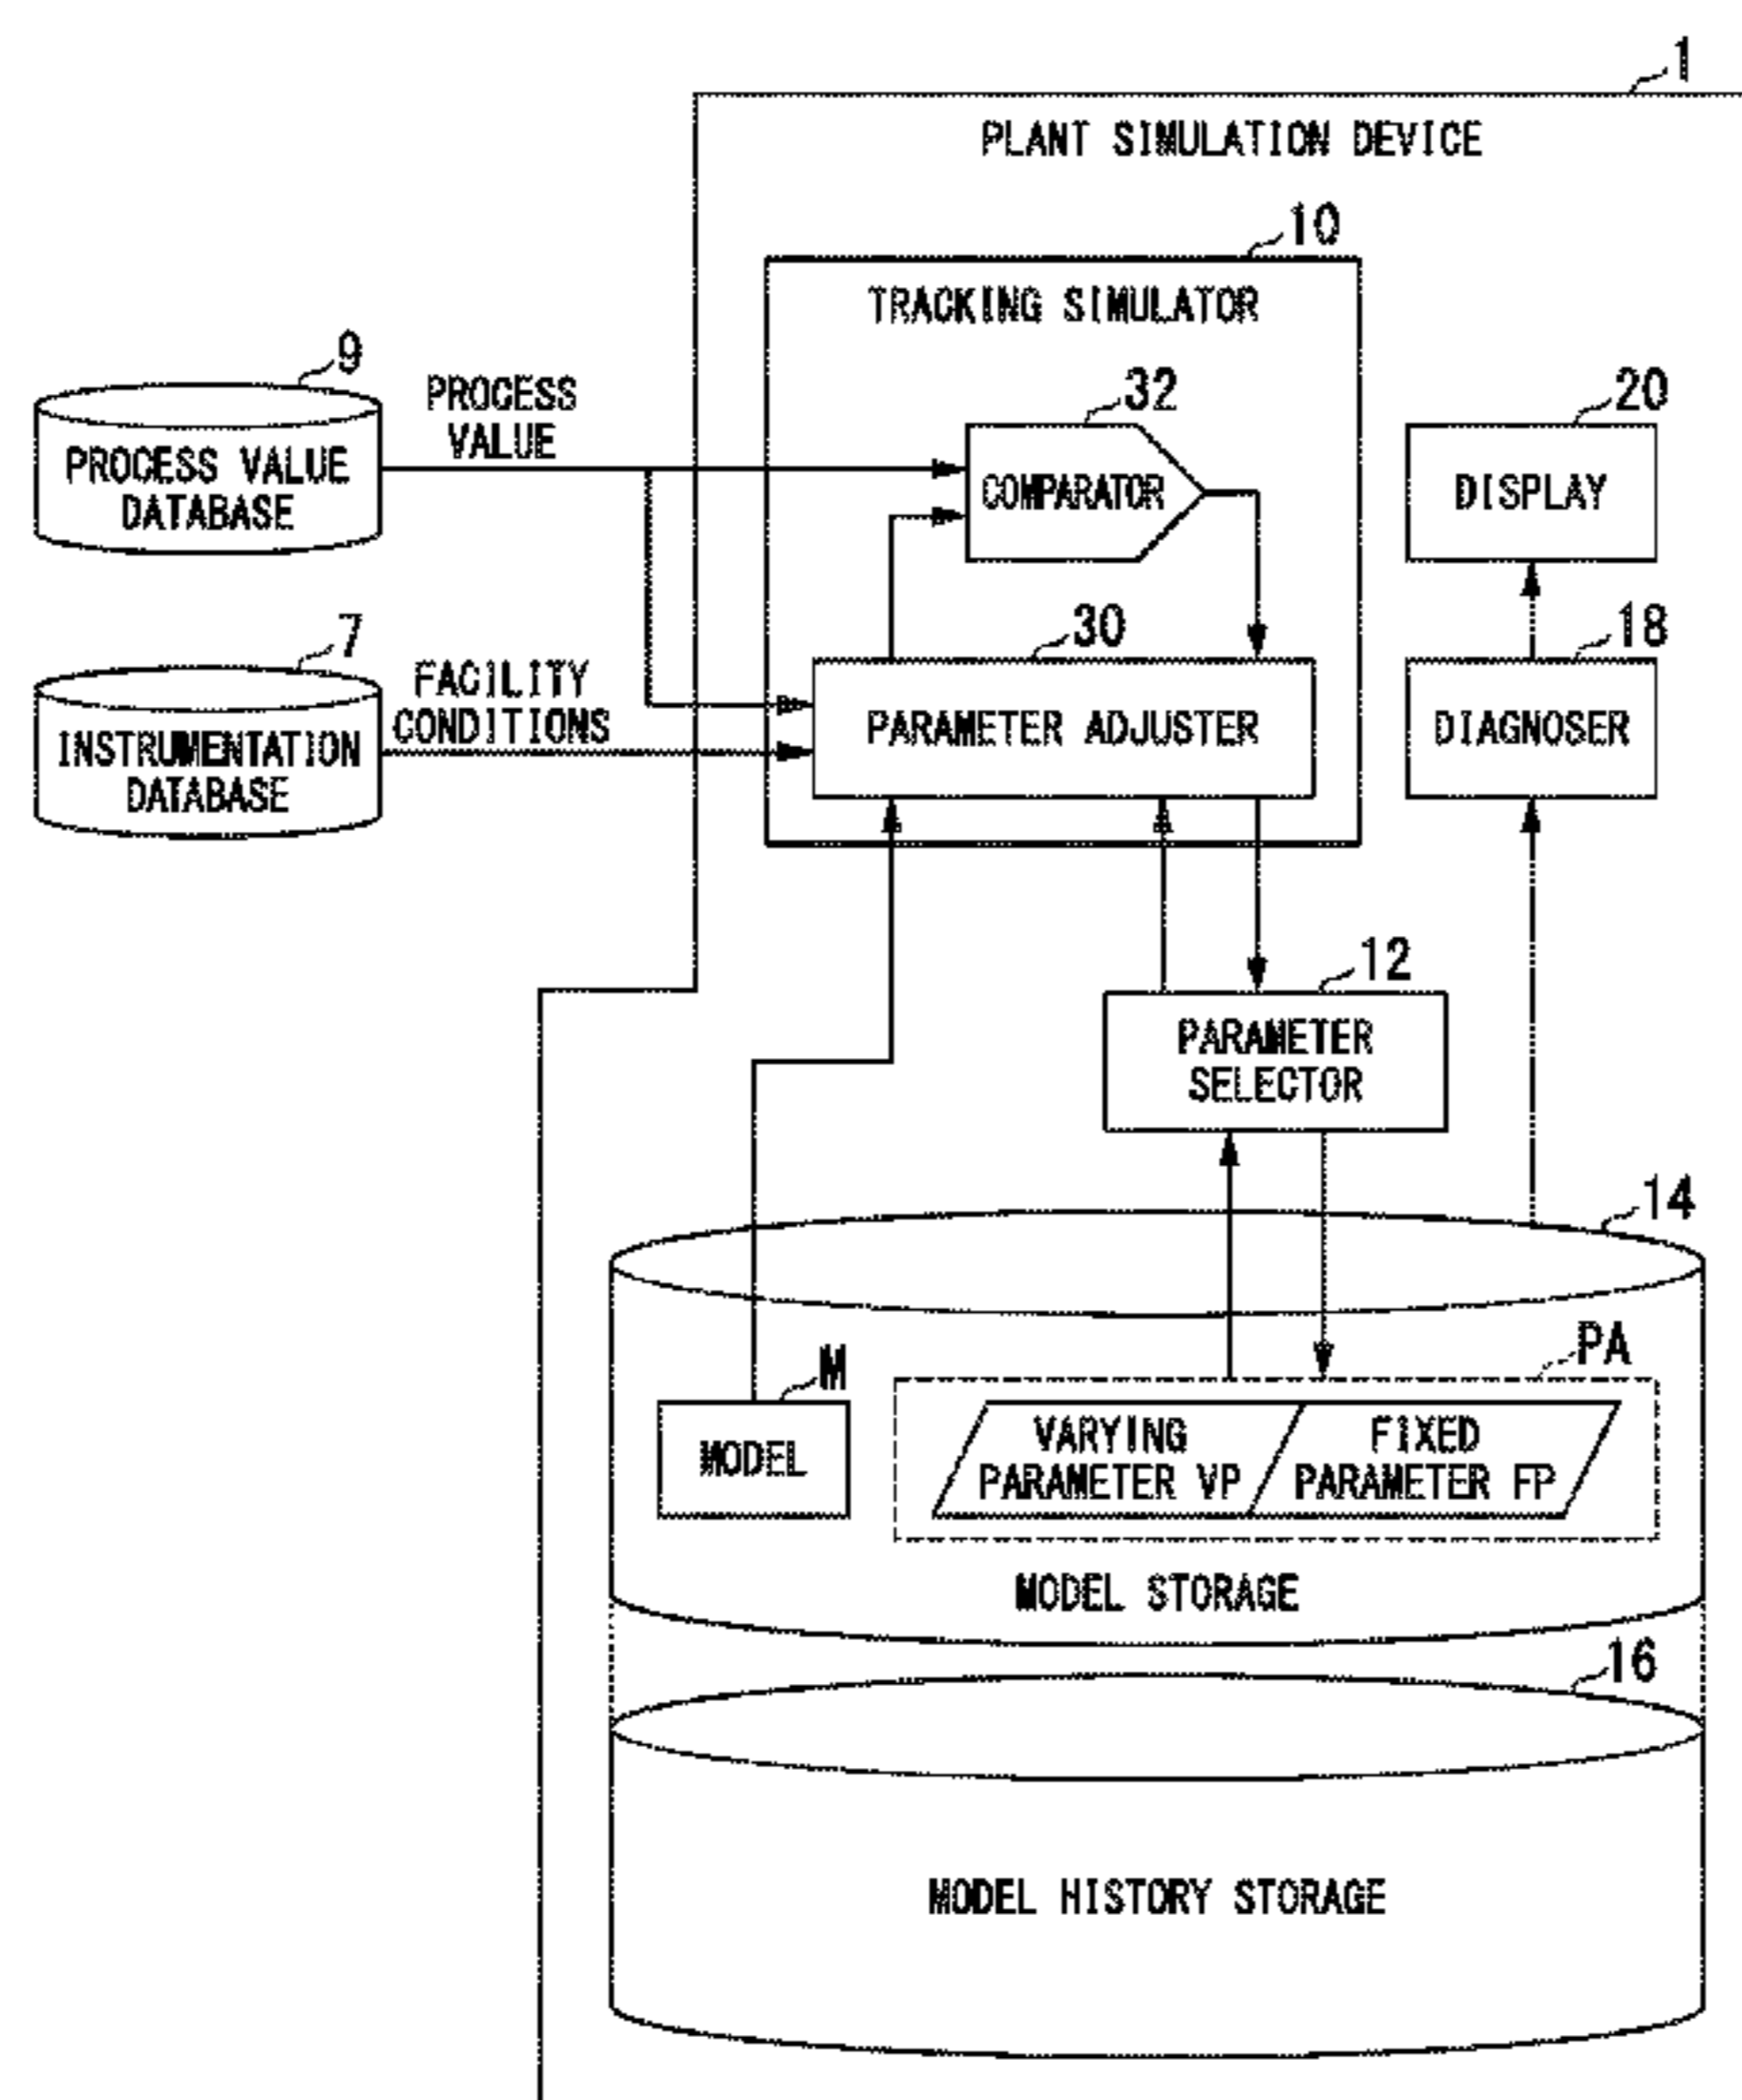 1
PLANT SIMULATION DEVICE
10
TRACKING SIMULATOR
9
PROCESS VALUE
DATABASE
PROCESS
VALUE
32
COMPARATOR
20
DISPLAY
7
INSTRUMENTATION
DATABASE
FACILITY
CONDITIONS
30
PARAMETER ADJUSTER
18
DIAGNOSER
12
PARAMETER
SELECTOR
14
M
MODEL
PA
VARYING
PARAMETER VP
FIXED
PARAMETER FP
MODEL STORAGE
16
MODEL HISTORY STORAGE